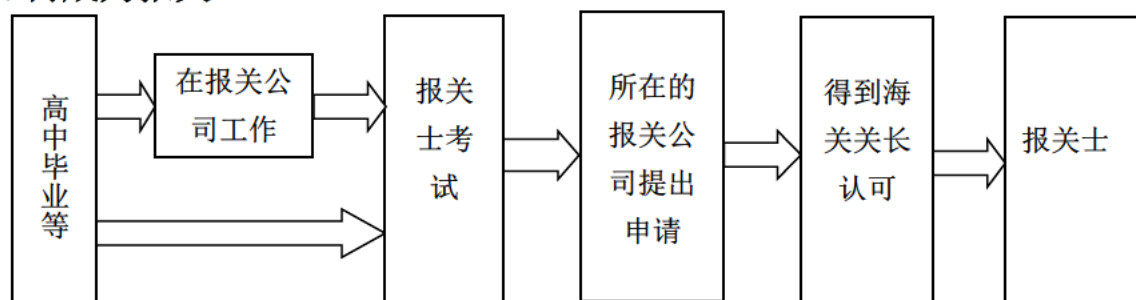 高中毕业等
在报关公
司工作
报关
士考
试
所在的
报关公
司提出
申请
得到海
关关长
认可
报关士